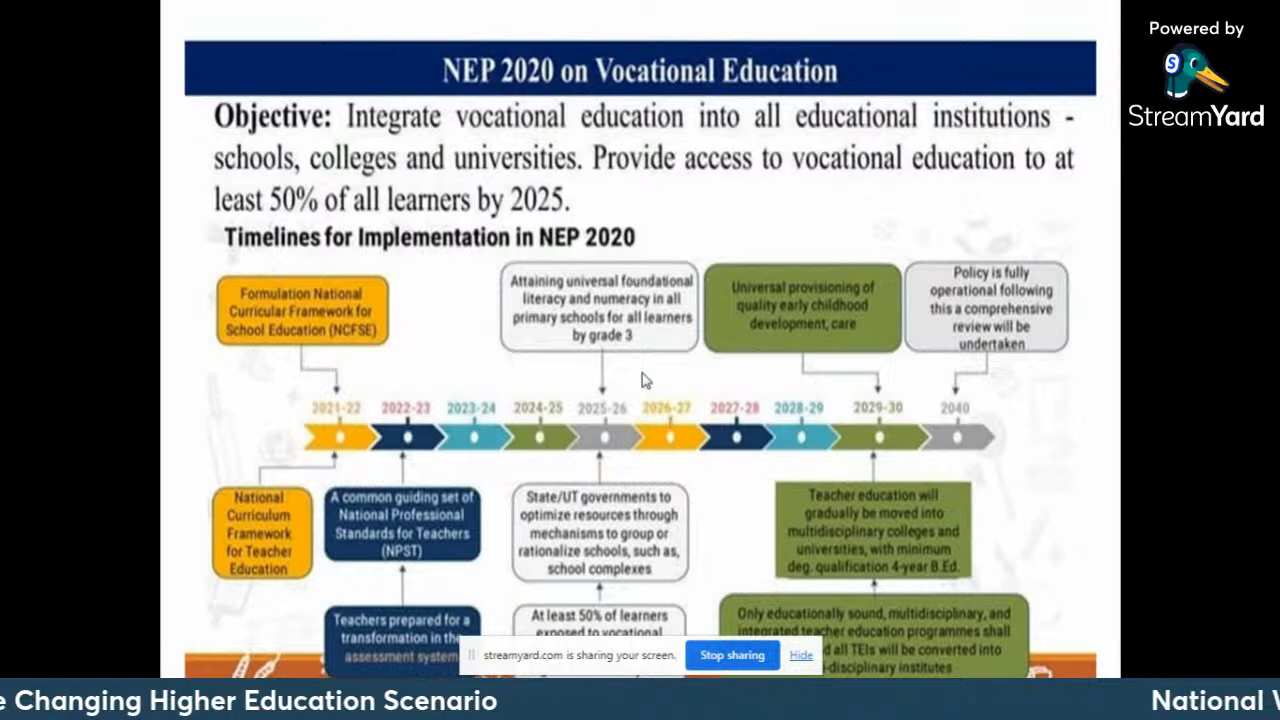 Powered by
StreamYard
NEP 2020 on Vocational Education
Objective: Integrate vocational education into all educational institutions -
schools, colleges and universities. Provide access to vocational education to at
least 50% of all learners by 2025.
Timelines for Implementation in NEP 2020
Formulation National
Curricular Framework for
School Education (NCFSE)
Attaining universal foundational
literacy and numeracy in all
primary schools for all learners
by grade 3
Universal provisioning of
quality early childhood
development, care
Policy is fully
operational following
this a comprehensive
review will be
undertaken
2021-22 2022-23 2023-24 2024-25 2025-26 2026-27 2027-28 2028-29 2029-30 2040
National
Curriculum
Framework
for Teacher
Education
A common guiding set of
National Professional
Standards for Teachers
(NPST)
State/UT governments to
optimize resources through
mechanisms to group or
rationalize schools, such as,
school complexes
Teacher education will
gradually be moved into
multidisciplinary colleges and
universities, with minimum
deg. qualification 4-year B.Ed.
Teachers prepared for a
transformation in the
assessment system
At least 50% of learners
exposed to vocational
Only educationally sound, multidisciplinary, and
integrated teacher education programmes shall
all TEIs will be converted into
-disciplinary institutes
streamyard.com is sharing your screen. Stop sharing Hide
e Changing Higher Education Scenario
National